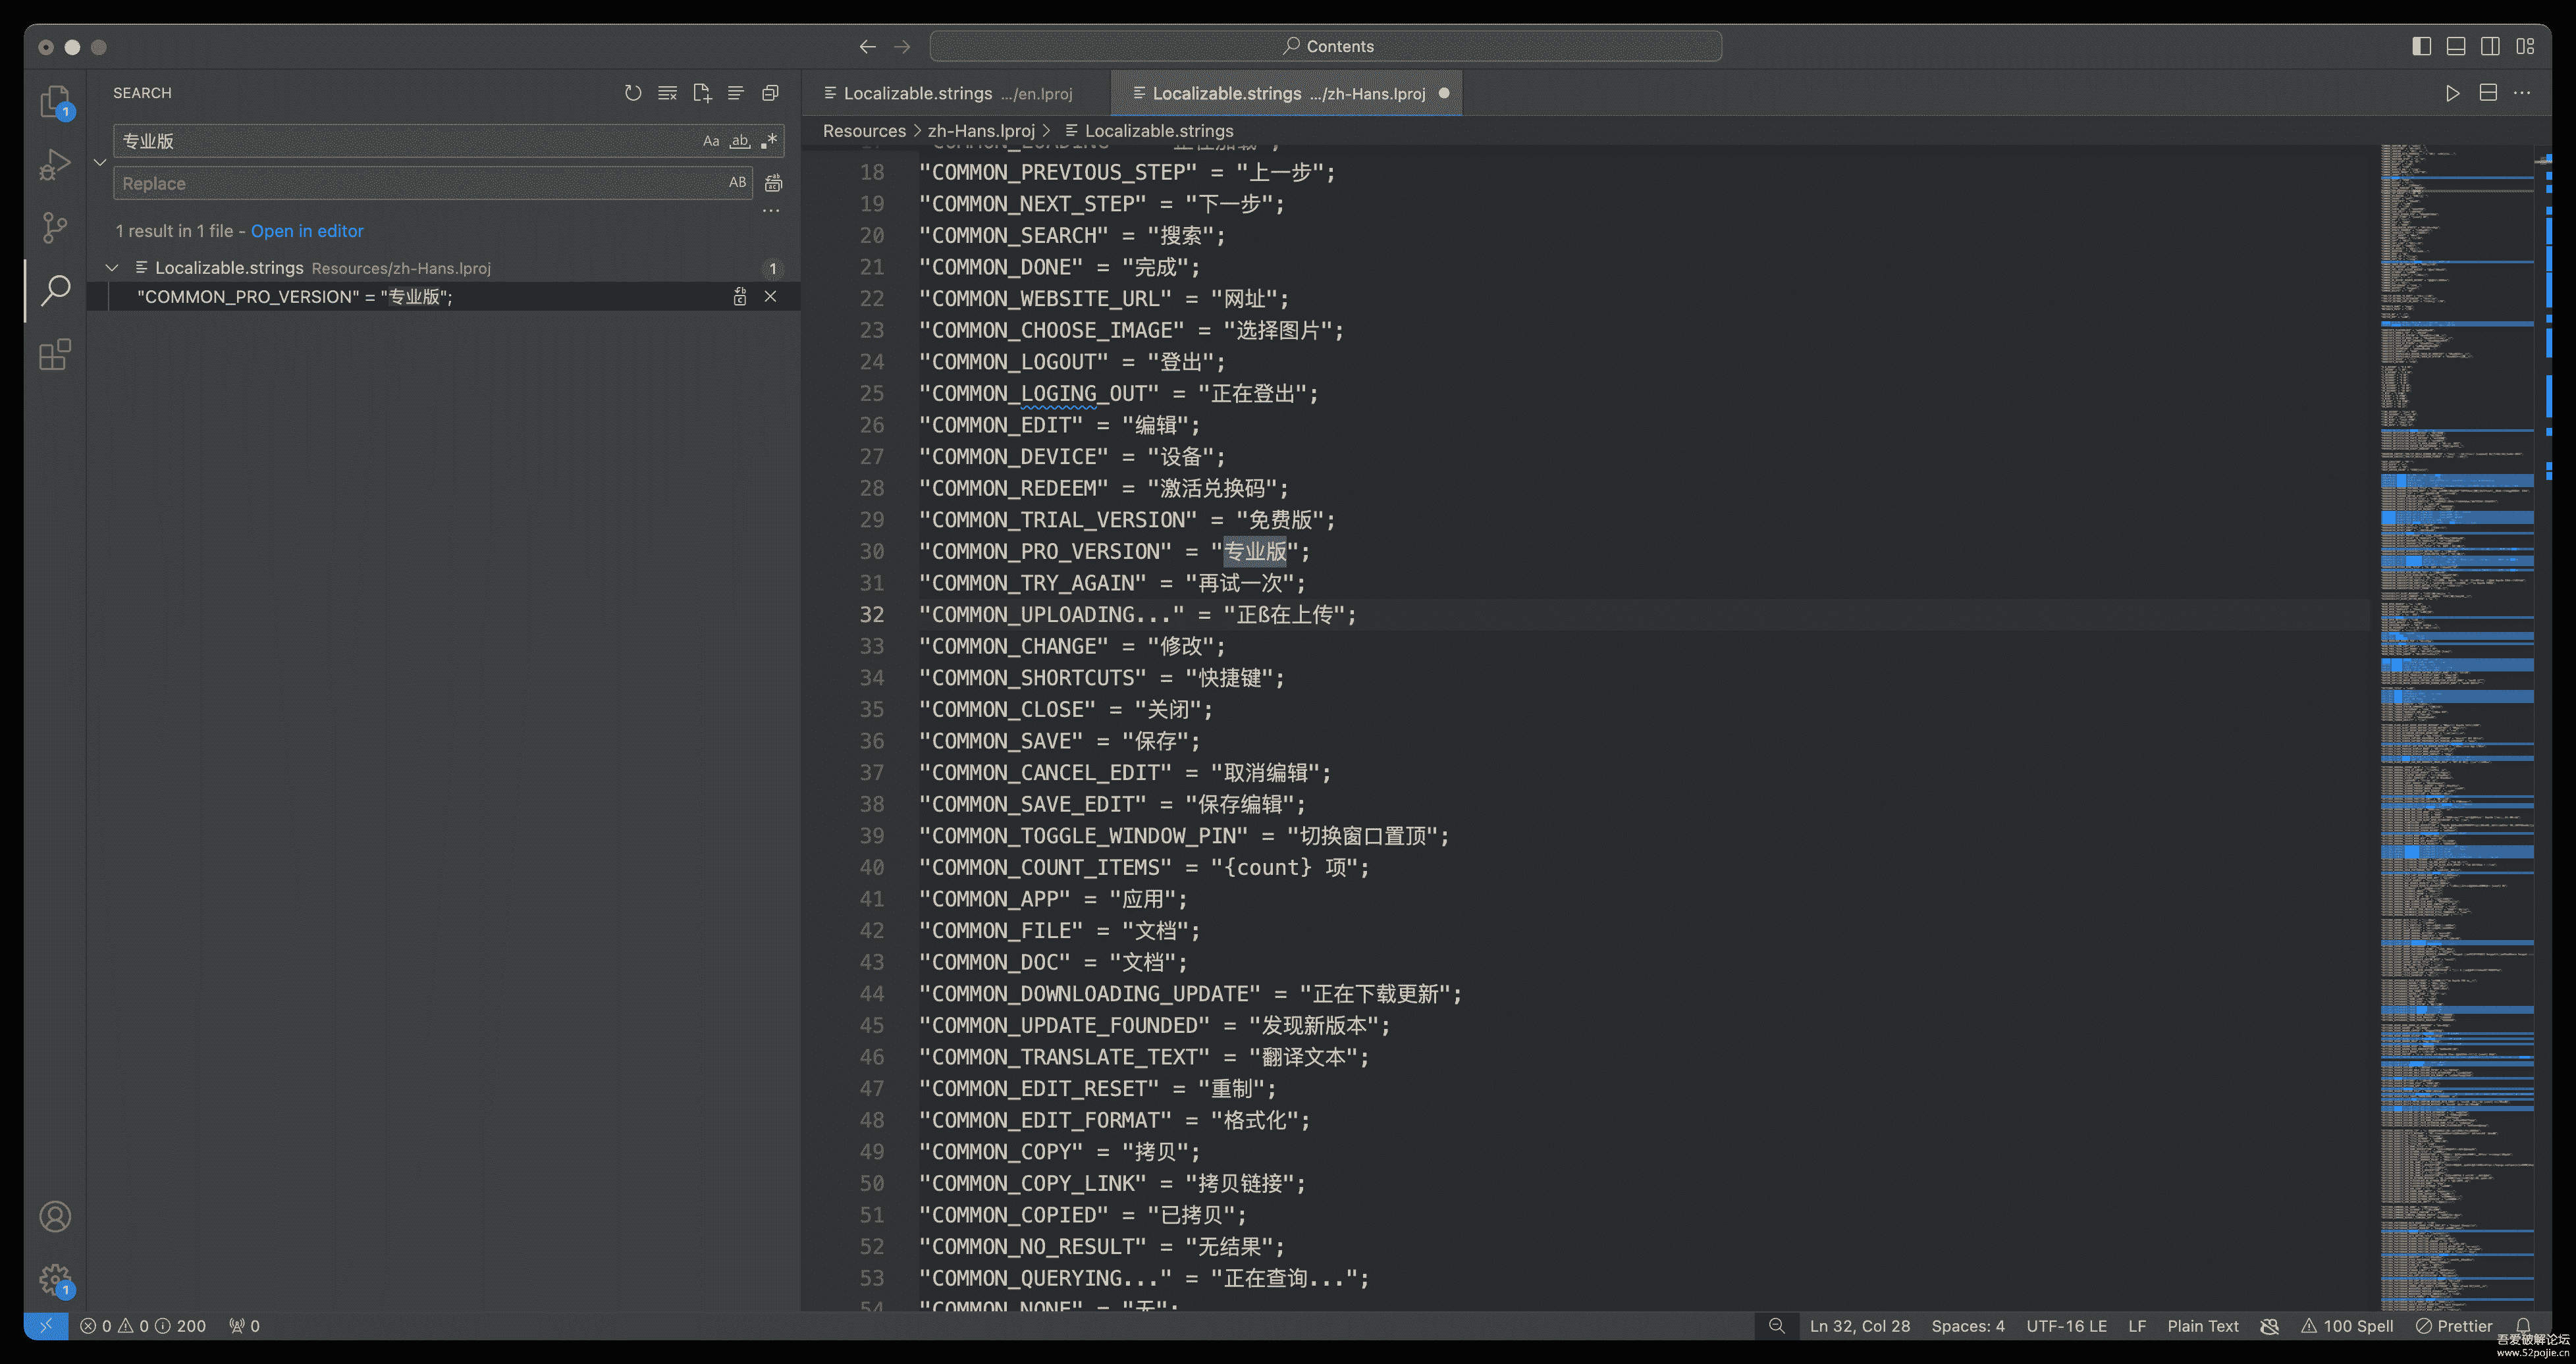 Contents
SEARCH
专业版
Aa ab .*
Replace
AB
1 result in 1 file - Open in editor
Localizable.strings Resources/zh-Hans.lproj 1
"COMMON_PRO_VERSION" = "专业版";
1
1
Localizable.strings .../en.lproj
Localizable.strings .../zh-Hans.lproj
Resources > zh-Hans.lproj > Localizable.strings
18 "COMMON_PREVIOUS_STEP" = "上一步";
19 "COMMON_NEXT_STEP" = "下一步";
20 "COMMON_SEARCH" = "搜索";
21 "COMMON_DONE" = "完成";
22 "COMMON_WEBSITE_URL" = "网址";
23 "COMMON_CHOOSE_IMAGE" = "选择图片";
24 "COMMON_LOGOUT" = "登出";
25 "COMMON_LOGING_OUT" = "正在登出";
26 "COMMON_EDIT" = "编辑";
27 "COMMON_DEVICE" = "设备";
28 "COMMON_REDEEM" = "激活兑换码";
29 "COMMON_TRIAL_VERSION" = "免费版";
30 "COMMON_PRO_VERSION" = "专业版";
31 "COMMON_TRY_AGAIN" = "再试一次";
32 "COMMON_UPLOADING..." = "正ß在上传";
33 "COMMON_CHANGE" = "修改";
34 "COMMON_SHORTCUTS" = "快捷键";
35 "COMMON_CLOSE" = "关闭";
36 "COMMON_SAVE" = "保存";
37 "COMMON_CANCEL_EDIT" = "取消编辑";
38 "COMMON_SAVE_EDIT" = "保存编辑";
39 "COMMON_TOGGLE_WINDOW_PIN" = "切换窗口置顶";
40 "COMMON_COUNT_ITEMS" = "{count} 项";
41 "COMMON_APP" = "应用";
42 "COMMON_FILE" = "文档";
43 "COMMON_DOC" = "文档";
44 "COMMON_DOWNLOADING_UPDATE" = "正在下载更新";
45 "COMMON_UPDATE_FOUNDED" = "发现新版本";
46 "COMMON_TRANSLATE_TEXT" = "翻译文本";
47 "COMMON_EDIT_RESET" = "重制";
48 "COMMON_EDIT_FORMAT" = "格式化";
49 "COMMON_COPY" = "拷贝";
50 "COMMON_COPY_LINK" = "拷贝链接";
51 "COMMON_COPIED" = "已拷贝";
52 "COMMON_NO_RESULT" = "无结果";
53 "COMMON_QUERYING..." = "正在查询...";
54 "COMMON_NONE" = "无";
0 0 200 0
Ln 32, Col 28 Spaces: 4 UTF-16 LE LF Plain Text 100 Spell Prettier
吾爱破解论坛
www.52pojie.cn